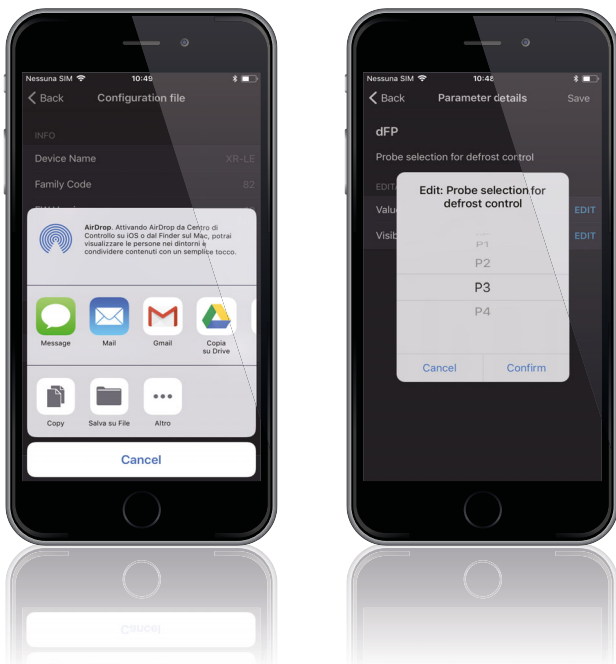 Nessuna SIM 10:49
Back Configuration file
INFO
Device Name XR-LE
Family Code 82
AirDrop. Attivando AirDrop da Centro di
Controllo su iOS o dal Finder sul Mac, potrai
visualizzare le persone nei dintorni e
condividere contenuti con un semplice tocco.
Message Mail Gmail Copia
su Drive
Copy Salva su File Altro
Cancel
Nessuna SIM 10:48
Back Parameter details Save
dFP
Probe selection for defrost control
Edit: Probe selection for
defrost control
EDIT
EDIT
P1
P2
P3
P4
Cancel Confirm
Cancel